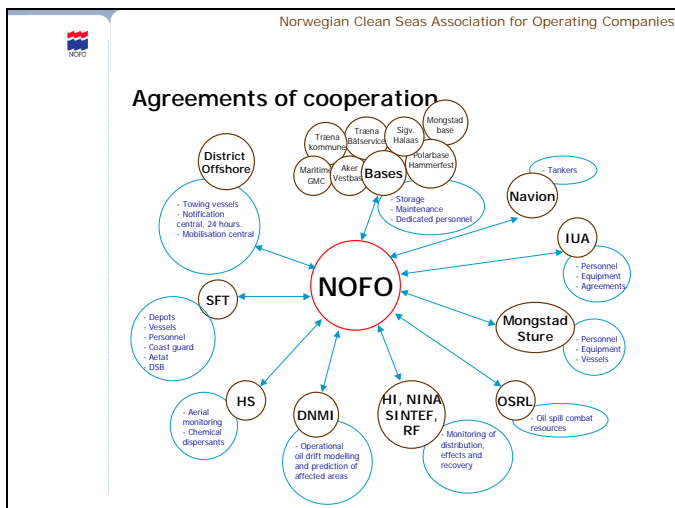 Norwegian Clean Seas Association for Operating Companies
NOFO
Agreements of cooperation
Mongstad
base
Træna
kommune
Træna
Båtservice
Sigv.
Halaas
Maritime
GMC
Aker
Vestbase
Bases
Polarbase
Hammerfest
District
Offshore
- Towing vessels
- Notification
central, 24 hours.
- Mobilisation central
- Storage
- Maintenance
- Dedicated personnel
- Tankers
Navion
IUA
- Personnel
- Equipment
- Agreements
NOFO
SFT
- Depots
- Vessels
- Personnel
- Coast guard
- Aetat
- DSB
Mongstad
Sture
- Personnel
- Equipment
- Vessels
HS
- Aerial
monitoring
- Chemical
dispersants
DNMI
- Operational
oil drift modelling
and prediction of
affected areas
HI, NINA
SINTEF,
RF
- Monitoring of
distribution,
effects and
recovery
OSRL
- Oil spill combat
resources